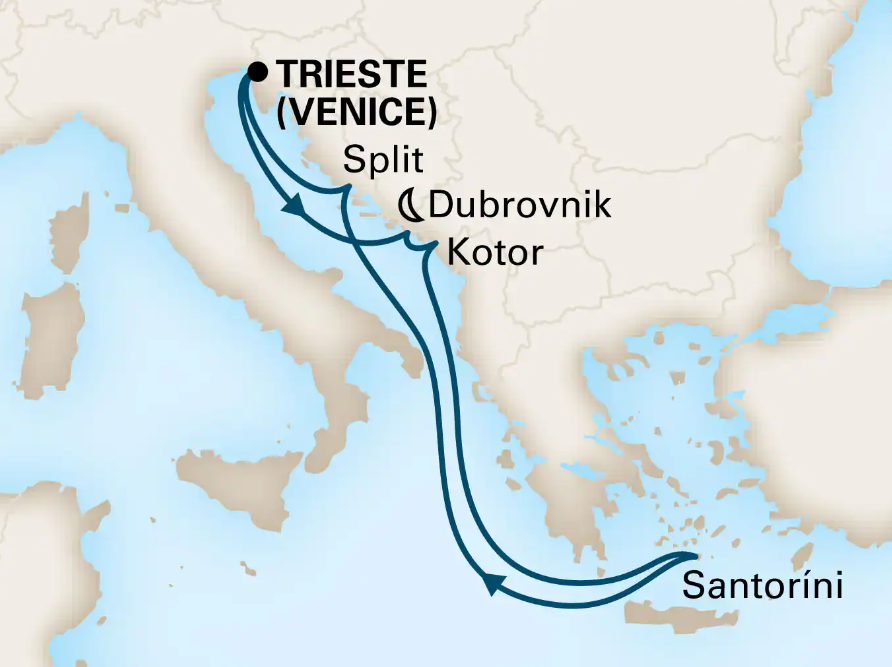 TRIESTE
(VENICE)
Split
Dubrovnik
Kotor
Santoríni